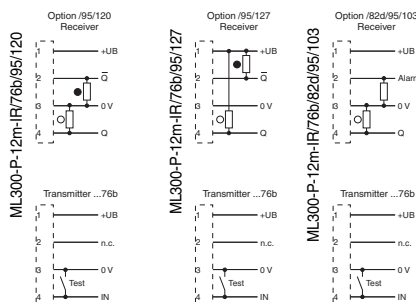 ML300-P-12m-IR/76b/95/120
Option /95/120
Receiver
1 +UB
2 Q
3 0 V
4 Q
Transmitter ...76b
1 +UB
2 n.c.
3 0 V
Test
4 IN
ML300-P-12m-IR/76b/95/127
Option /95/127
Receiver
1 +UB
2 Q
3 0 V
4 Q
Transmitter ...76b
1 +UB
2 n.c.
3 0 V
Test
4 IN
ML300-P-12m-IR/76b/82d/95/103
Option /82d/95/103
Receiver
1 +UB
2 Alarm
3 0 V
4 Q
Transmitter ...76b
1 +UB
2 n.c.
3 0 V
Test
4 IN